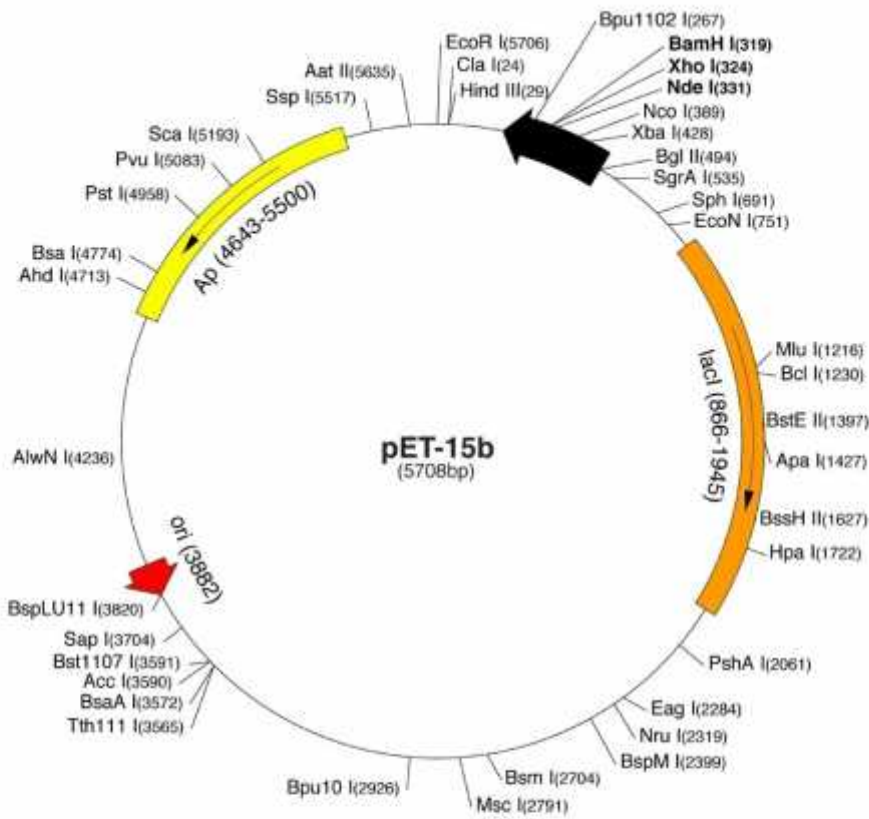 EcoR I(5706)
Cla I(24)
Hind III(29)
Bpu1102 I(267)
BamH I(319)
Xho I(324)
Nde I(331)
Nco I(389)
Xba I(428)
Bgl II(494)
SgrA I(535)
Sph I(691)
EcoN I(751)
lacI (866-1945)
Mlu I(1216)
Bcl I(1230)
BstE II(1397)
Apa I(1427)
BssH II(1627)
Hpa I(1722)
PshA I(2061)
Eag I(2284)
Nru I(2319)
BspM I(2399)
Bsm I(2704)
Msc I(2791)
Bpu10 I(2926)
Tth111 I(3565)
BsaA I(3572)
Acc I(3590)
Bst1107 I(3591)
Sap I(3704)
BspLU11 I(3820)
ori (3882)
AlwN I(4236)
Ahd I(4713)
Bsa I(4774)
Pst I(4958)
Pvu I(5083)
Sca I(5193)
Ap (4643-5500)
Ssp I(5517)
Aat II(5635)
pET-15b
(5708bp)